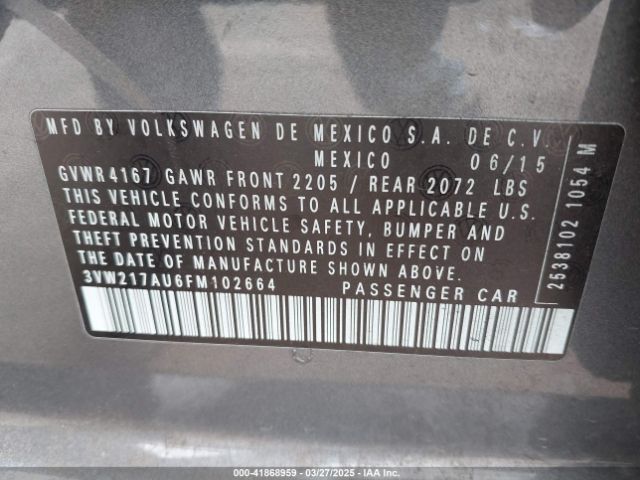 MFD BY VOLKSWAGEN DE MEXICO S.A. DE C.V.
MEXICO 06/15
GVWR 4167 GAWR FRONT 2205 / REAR 2072 LBS
THIS VEHICLE CONFORMS TO ALL APPLICABLE U.S.
FEDERAL MOTOR VEHICLE SAFETY, BUMPER AND
THEFT PREVENTION STANDARDS IN EFFECT ON
THE DATE OF MANUFACTURE SHOWN ABOVE.
3VW217AU6FM102664 PASSENGER CAR
2538102 1054 M
000-41868959 - 03/27/2025 - IAA Inc.